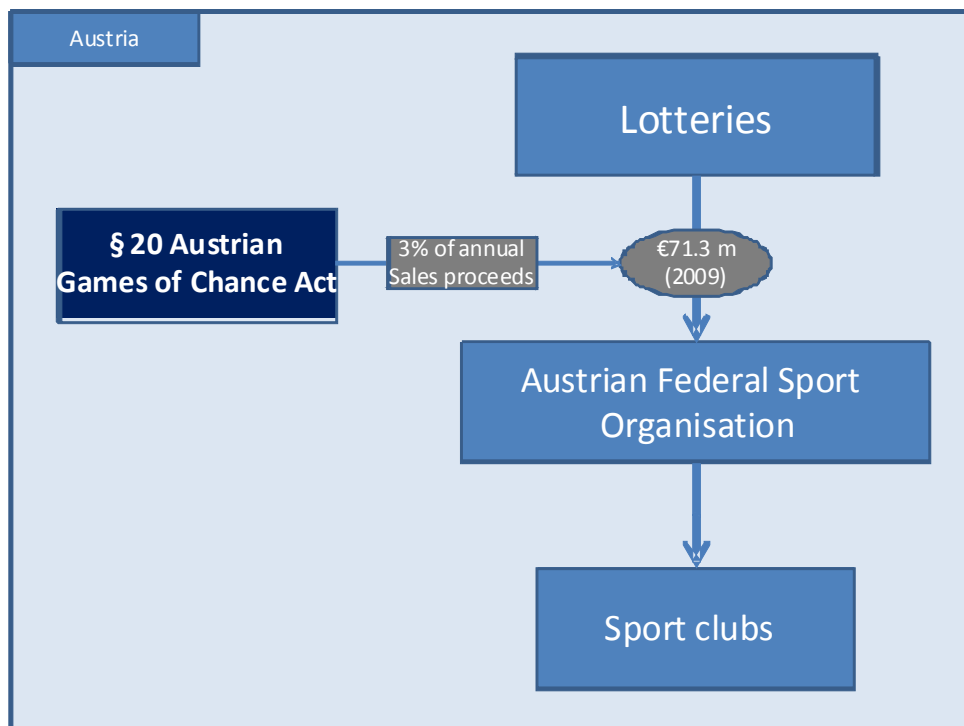 Austria
Lotteries
§ 20 Austrian
Games of Chance Act
3% of annual
Sales proceeds
€71.3 m
(2009)
Austrian Federal Sport
Organisation
Sport clubs